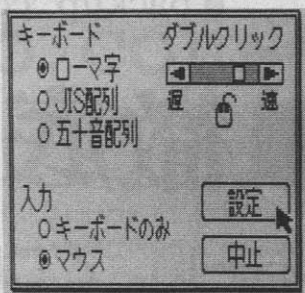 キーボード
ローマ字
JIS配列
五十音配列
ダブルクリック
遅 速
入力
キーボードのみ
マウス
設定
中止